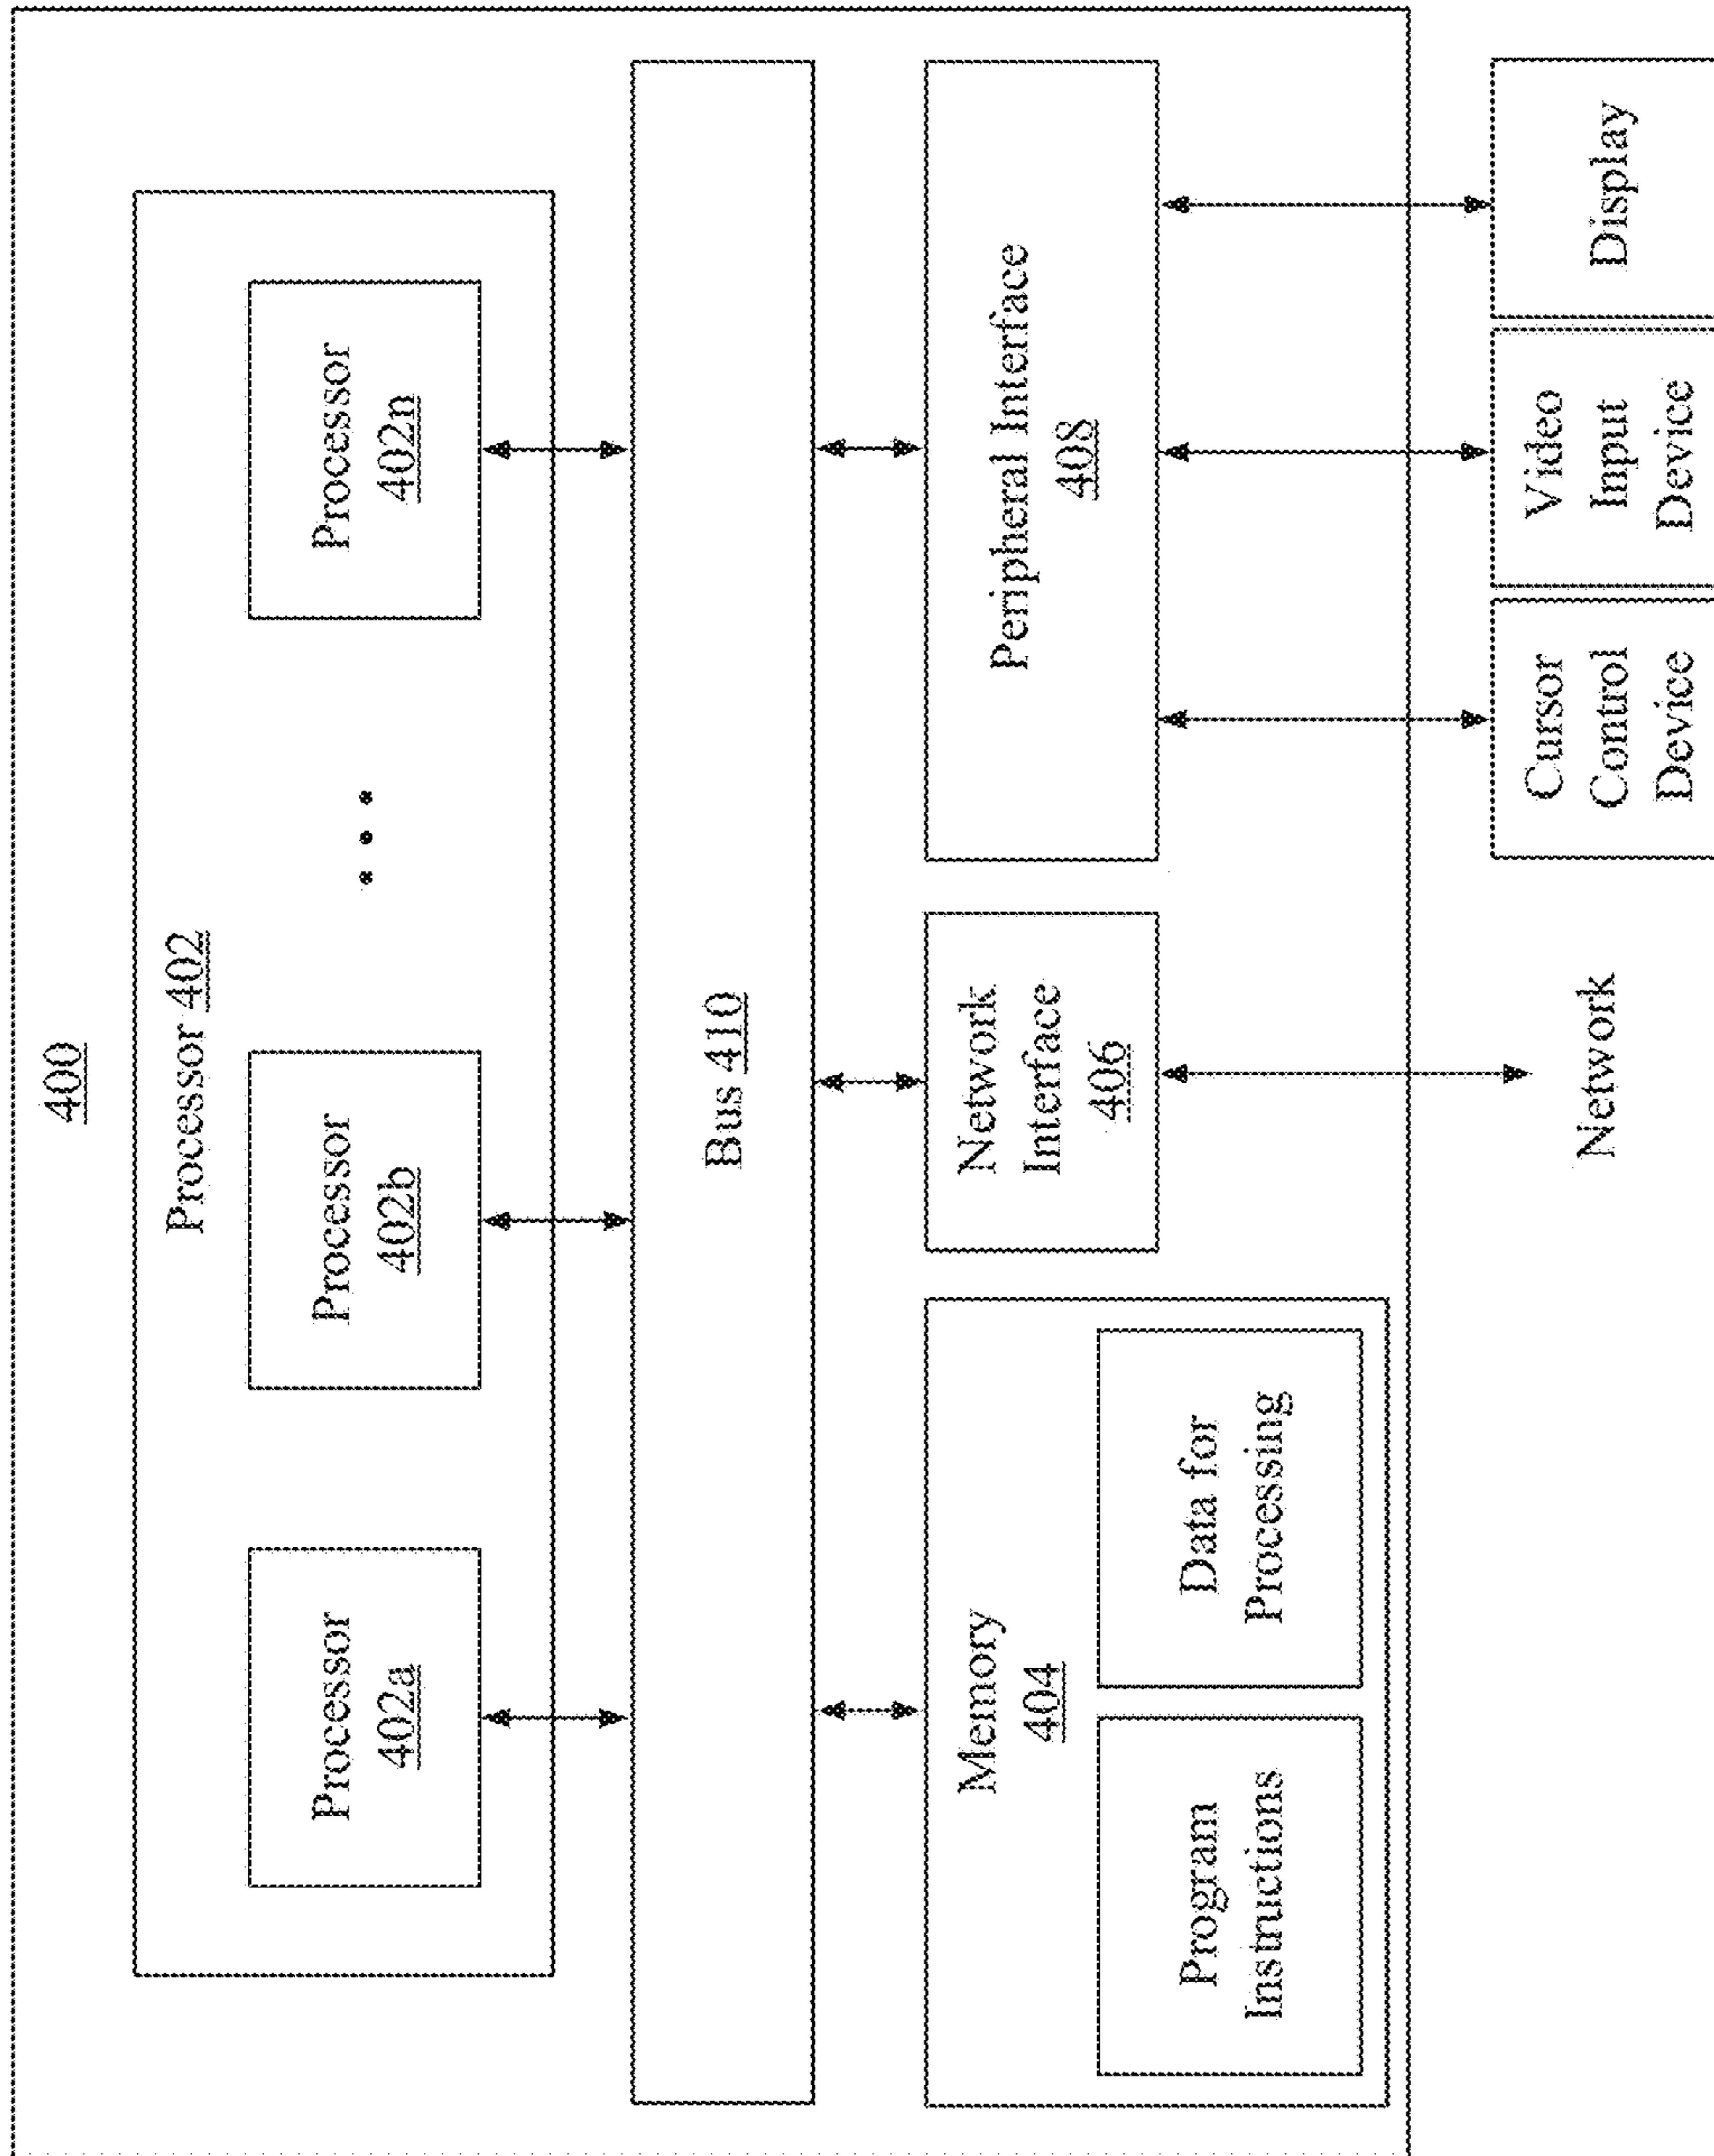 400
Processor 402
Processor
402a
Processor
402b
• • •
Processor
402n
Bus 410
Memory
404
Program
Instructions
Data for
Processing
Network
Interface
406
Peripheral Interface
408
Network
Cursor
Control
Device
Video
Input
Device
Display